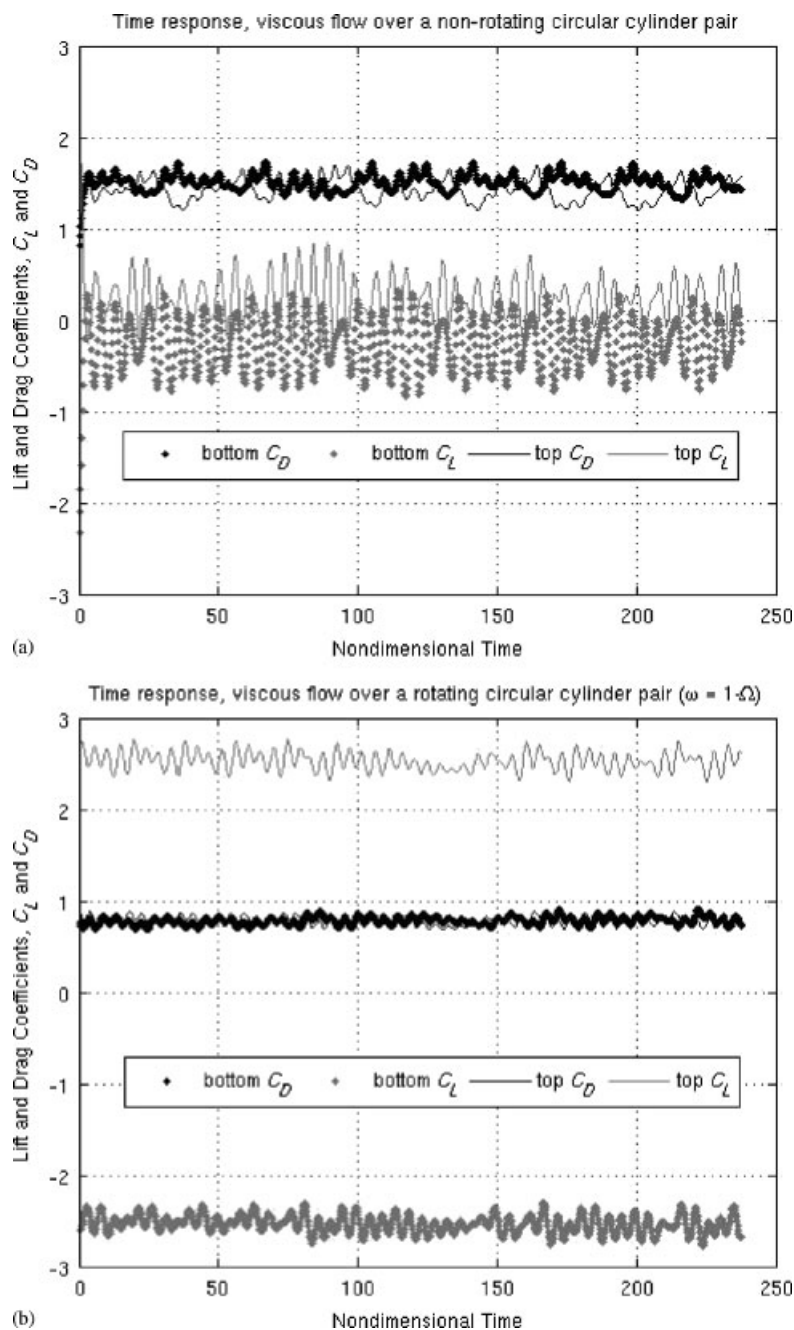 Time response, viscous flow over a non-rotating circular cylinder pair
3
2
1
0
-1
-2
-3
Lift and Drag Coefficients, C_L and C_D
bottom C_D bottom C_L top C_D top C_L
0 50 100 150 200 250
Nondimensional Time
(a)
Time response, viscous flow over a rotating circular cylinder pair (ω = 1-Ω)
3
2
1
0
-1
-2
-3
Lift and Drag Coefficients, C_L and C_D
bottom C_D bottom C_L top C_D top C_L
0 50 100 150 200 250
Nondimensional Time
(b)